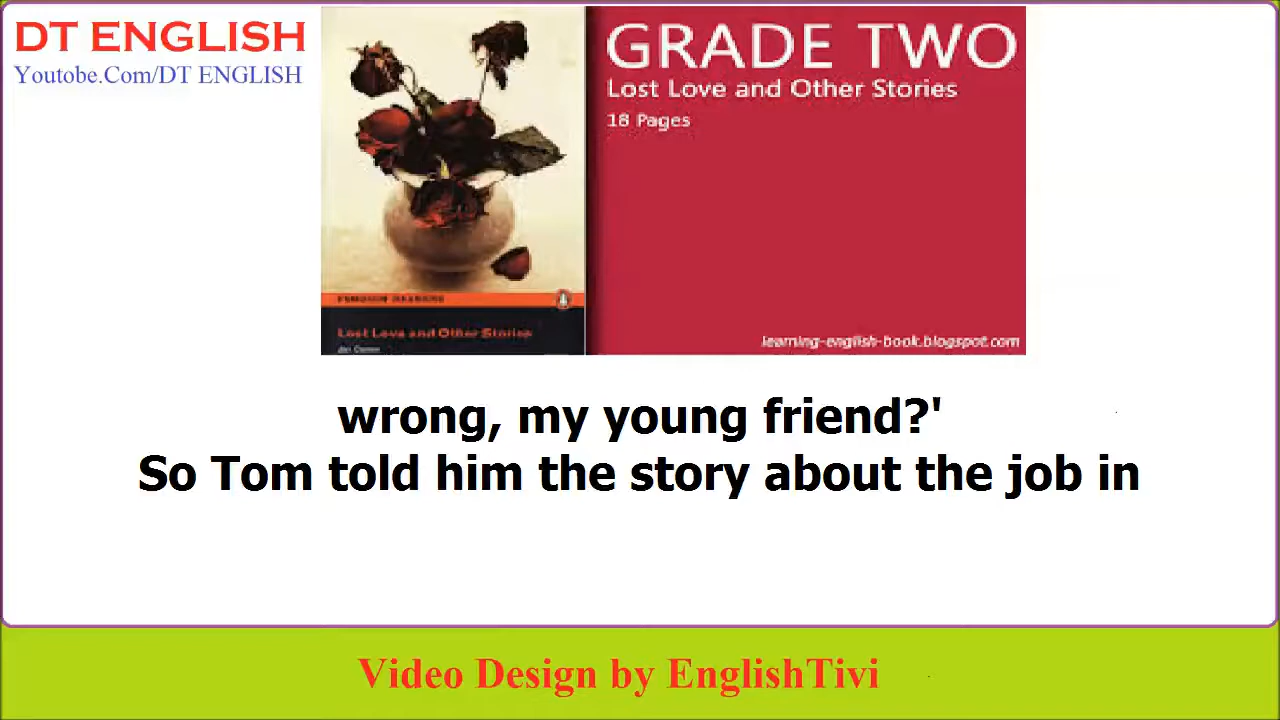 DT ENGLISH
Youtobe.Com/DT ENGLISH
GRADE TWO
Lost Love and Other Stories
18 Pages
PENGUIN READERS
Lost Love and Other Stories
learning-english-book.blogspot.com
wrong, my young friend?'
So Tom told him the story about the job in
Video Design by EnglishTivi